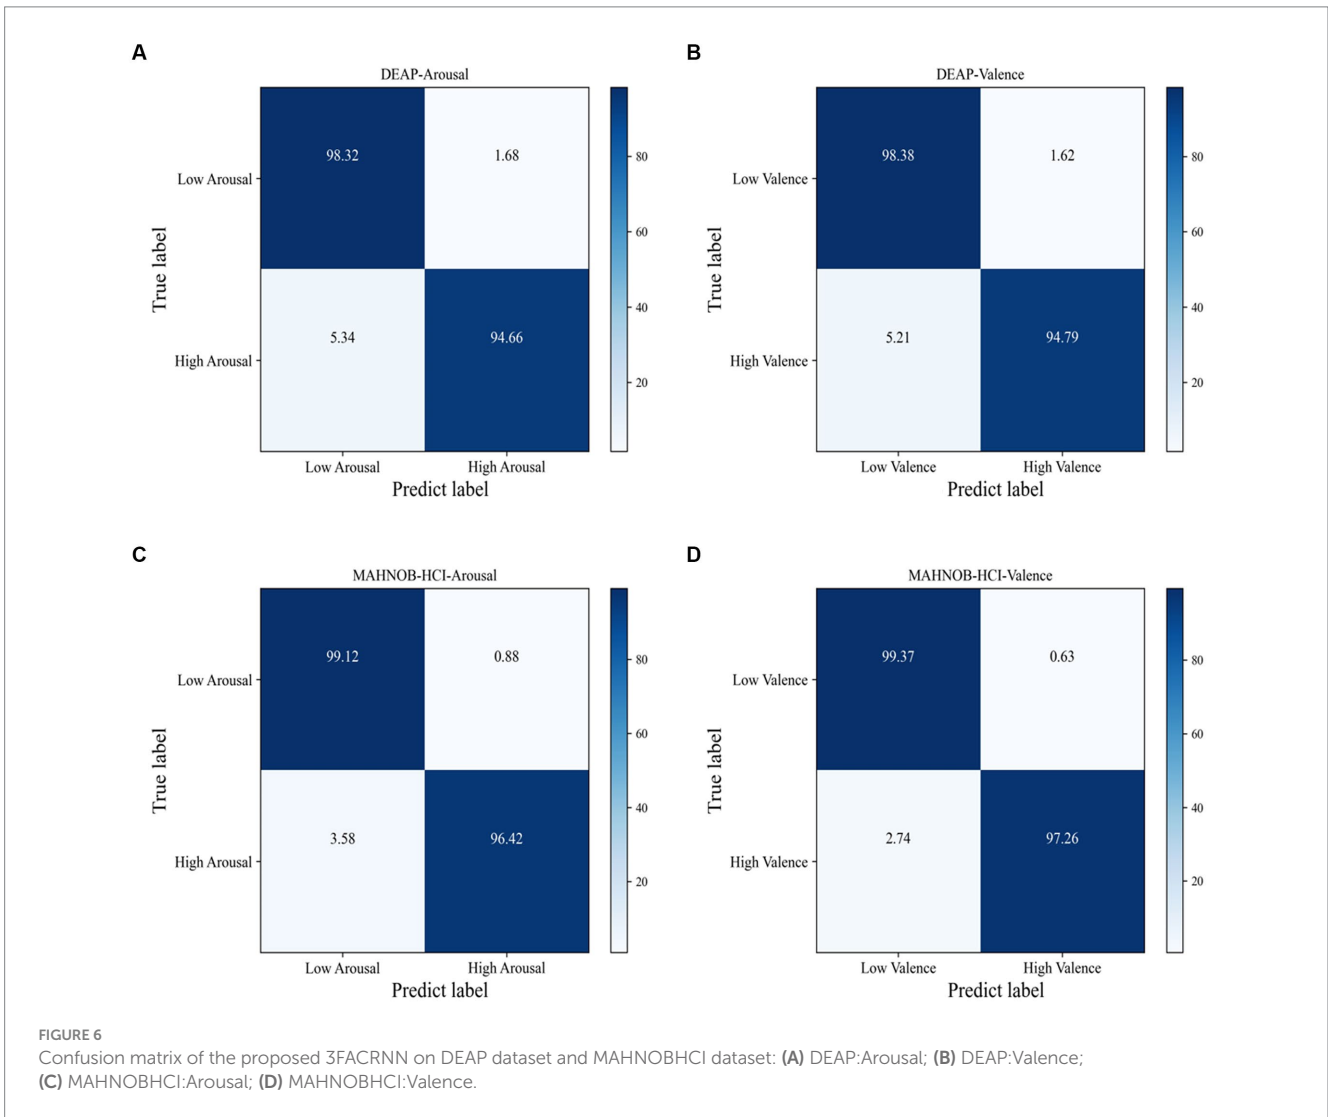 A
DEAP-Arousal
98.32 1.68
Low Arousal
5.34 94.66
High Arousal
Low Arousal High Arousal
Predict label
True label
80
60
40
20
B
DEAP-Valence
98.38 1.62
Low Valence
5.21 94.79
High Valence
Low Valence High Valence
Predict label
True label
80
60
40
20
C
MAHNOB-HCI-Arousal
99.12 0.88
Low Arousal
3.58 96.42
High Arousal
Low Arousal High Arousal
Predict label
True label
80
60
40
20
D
MAHNOB-HCI-Valence
99.37 0.63
Low Valence
2.74 97.26
High Valence
Low Valence High Valence
Predict label
True label
80
60
40
20
FIGURE 6
Confusion matrix of the proposed 3FACRNN on DEAP dataset and MAHNOBHCI dataset: (A) DEAP:Arousal; (B) DEAP:Valence;
(C) MAHNOBHCI:Arousal; (D) MAHNOBHCI:Valence.